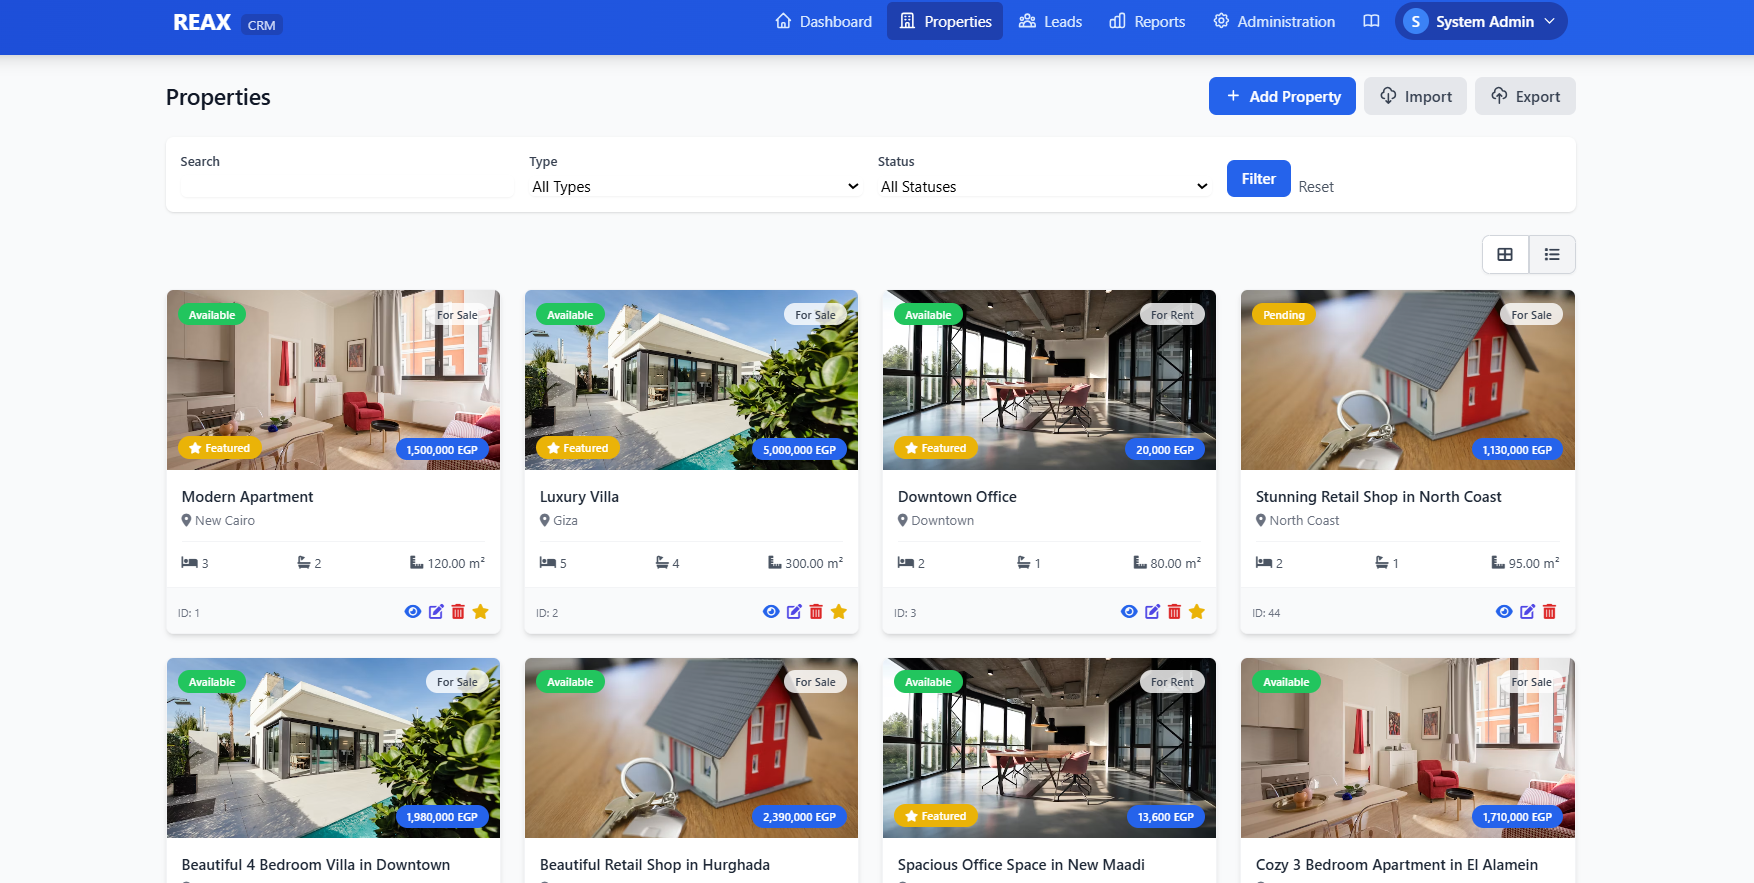 REAX CRM
Dashboard
Properties
Leads
Reports
Administration
S System Admin
Properties
Add Property
Import
Export
Search
Type
Status
All Types
All Statuses
Filter
Reset
Available
For Sale
Featured
1,500,000 EGP
Modern Apartment
New Cairo
3
2
120.00 m²
ID: 1
Available
For Sale
Featured
5,000,000 EGP
Luxury Villa
Giza
5
4
300.00 m²
ID: 2
Available
For Rent
Featured
20,000 EGP
Downtown Office
Downtown
2
1
80.00 m²
ID: 3
Pending
For Sale
1,130,000 EGP
Stunning Retail Shop in North Coast
North Coast
2
1
95.00 m²
ID: 44
Available
For Sale
1,980,000 EGP
Beautiful 4 Bedroom Villa in Downtown
Available
For Sale
2,390,000 EGP
Beautiful Retail Shop in Hurghada
Available
For Rent
Featured
13,600 EGP
Spacious Office Space in New Maadi
Available
For Sale
1,710,000 EGP
Cozy 3 Bedroom Apartment in El Alamein